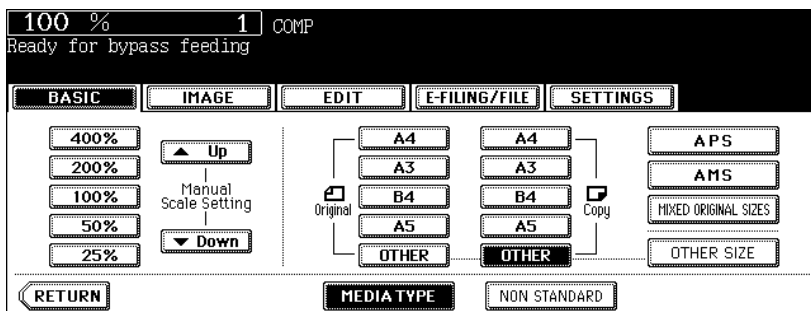 100 % 1 COMP
Ready for bypass feeding
BASIC IMAGE EDIT E-FILING/FILE SETTINGS
400%
200%
100%
50%
25%
Up
Manual
Scale Setting
Down
Original
A4
A3
B4
A5
OTHER
A4
A3
B4
A5
OTHER
Copy
APS
AMS
MIXED ORIGINAL SIZES
OTHER SIZE
RETURN MEDIA TYPE NON STANDARD